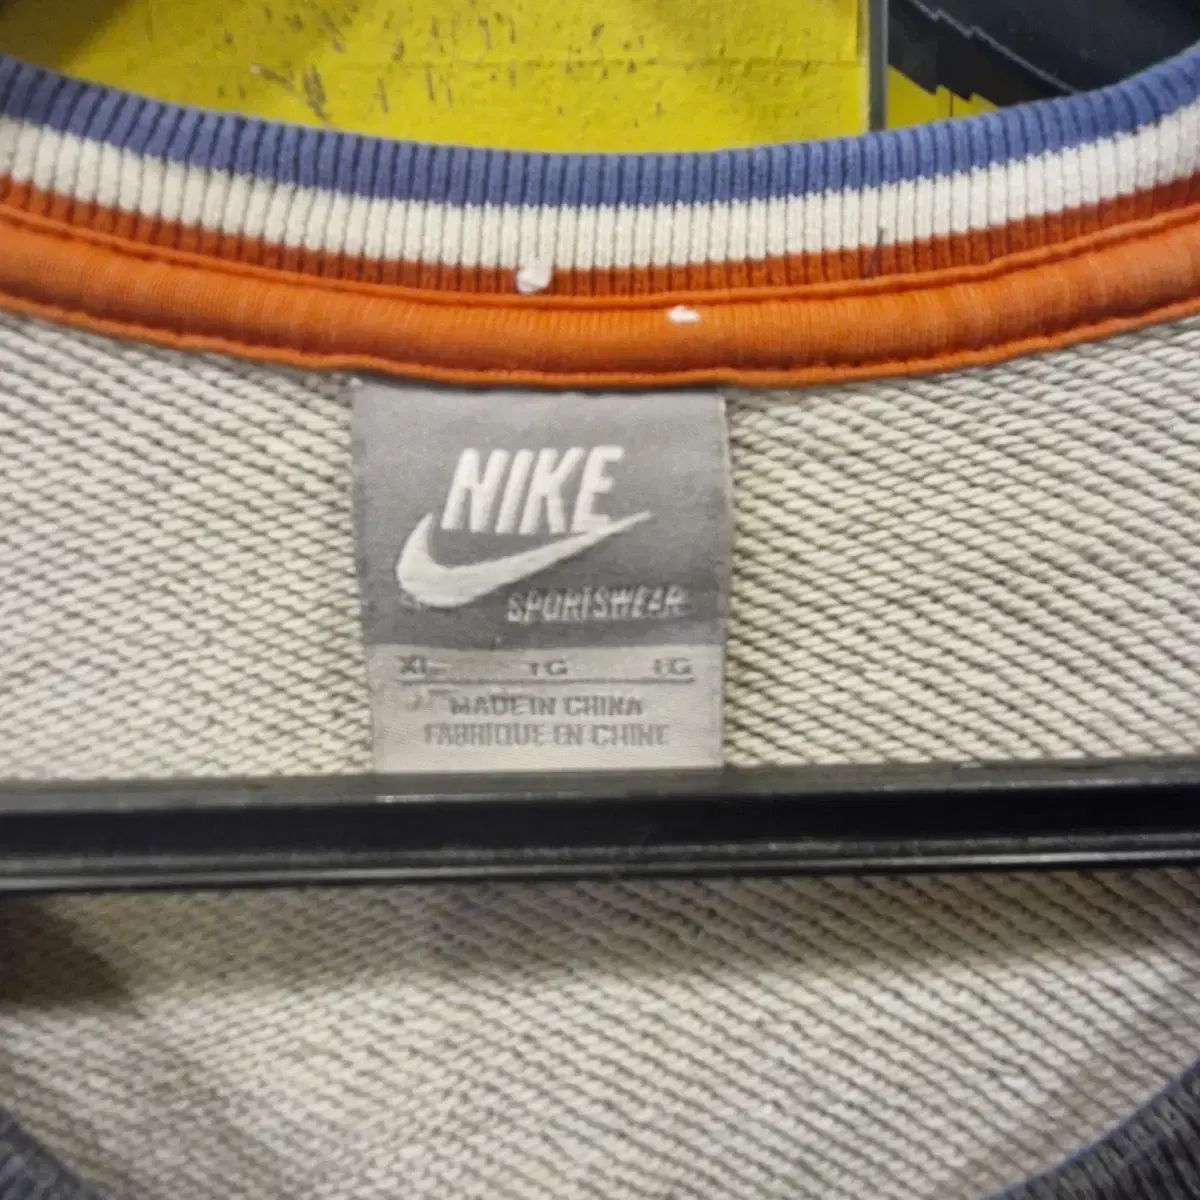 NIKE
SPORTSWEAR
XL TG EG
MADE IN CHINA
FABRIQUE EN CHINE